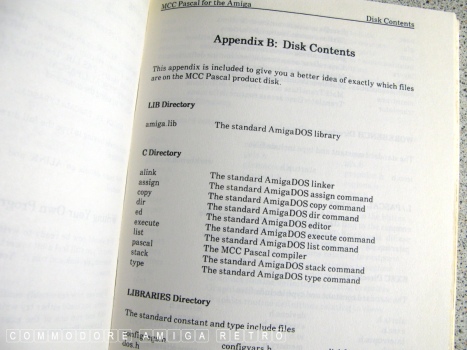 MCC Pascal for the Amiga
Disk Contents
Appendix B: Disk Contents
This appendix is included to give you a better idea of exactly which files
are on the MCC Pascal product disk.
LIB Directory
amiga.lib The standard AmigaDOS library
C Directory
alink The standard AmigaDOS linker
assign The standard AmigaDOS assign command
copy The standard AmigaDOS copy command
dir The standard AmigaDOS dir command
ed The standard AmigaDOS editor
execute The standard AmigaDOS execute command
list The standard AmigaDOS list command
pascal The MCC Pascal compiler
stack The standard AmigaDOS stack command
type The standard AmigaDOS type command
LIBRARIES Directory
The standard constant and type include files
configvars.h
dos.h
COMMODORE AMIGA RETRO